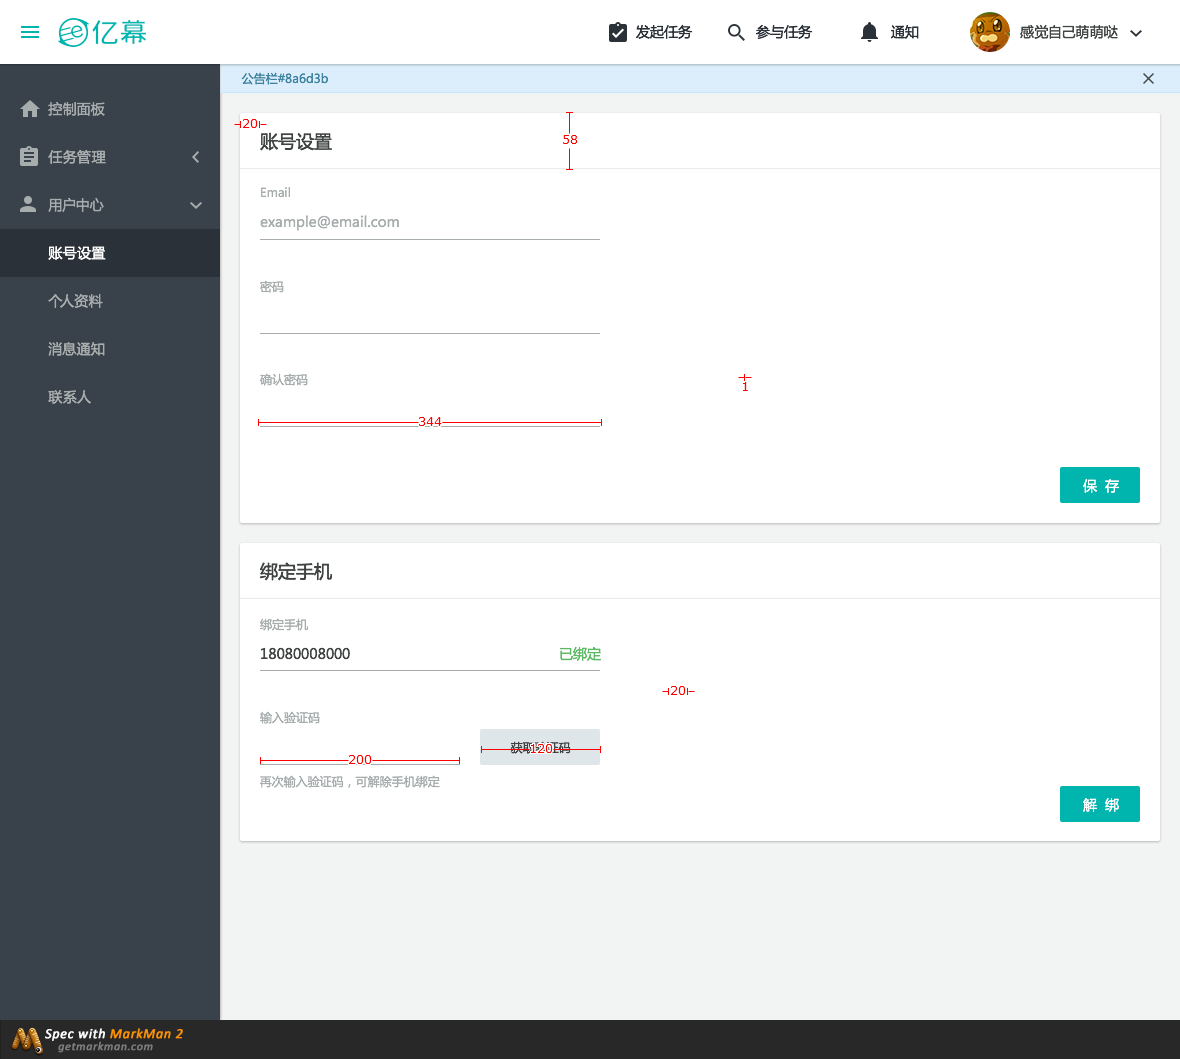 亿幕
发起任务
参与任务
通知
感觉自己萌萌哒
公告栏#8a6d3b
控制面板
任务管理
用户中心
账号设置
个人资料
消息通知
联系人
20
58
账号设置
Email
example@email.com
密码
确认密码
1
344
保 存
绑定手机
绑定手机
18080008000
已绑定
20
输入验证码
获取验证码
120
200
再次输入验证码，可解除手机绑定
解 绑
Spec with MarkMan 2
getmarkman.com